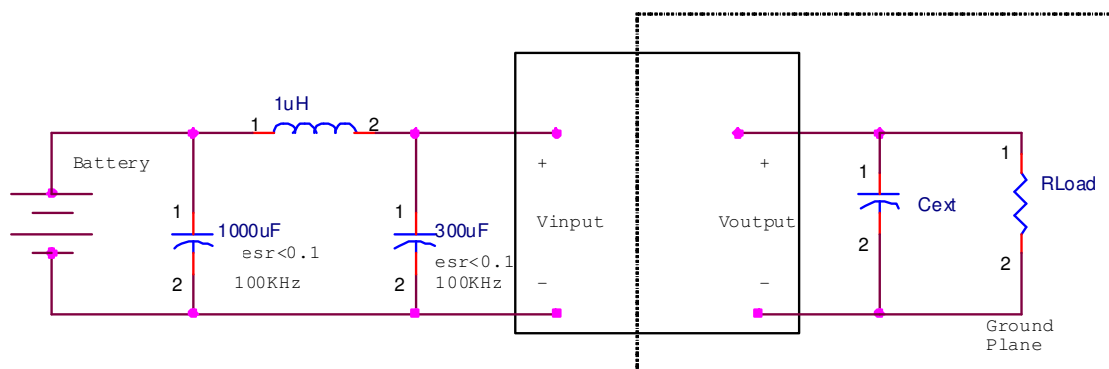 1uH
1
2
Battery
1
1000uF
esr<0.1
2
100KHz
1
300uF
esr<0.1
2
100KHz
+
Vinput
-
+
Voutput
-
1
Cext
2
1
RLoad
2
Ground
Plane